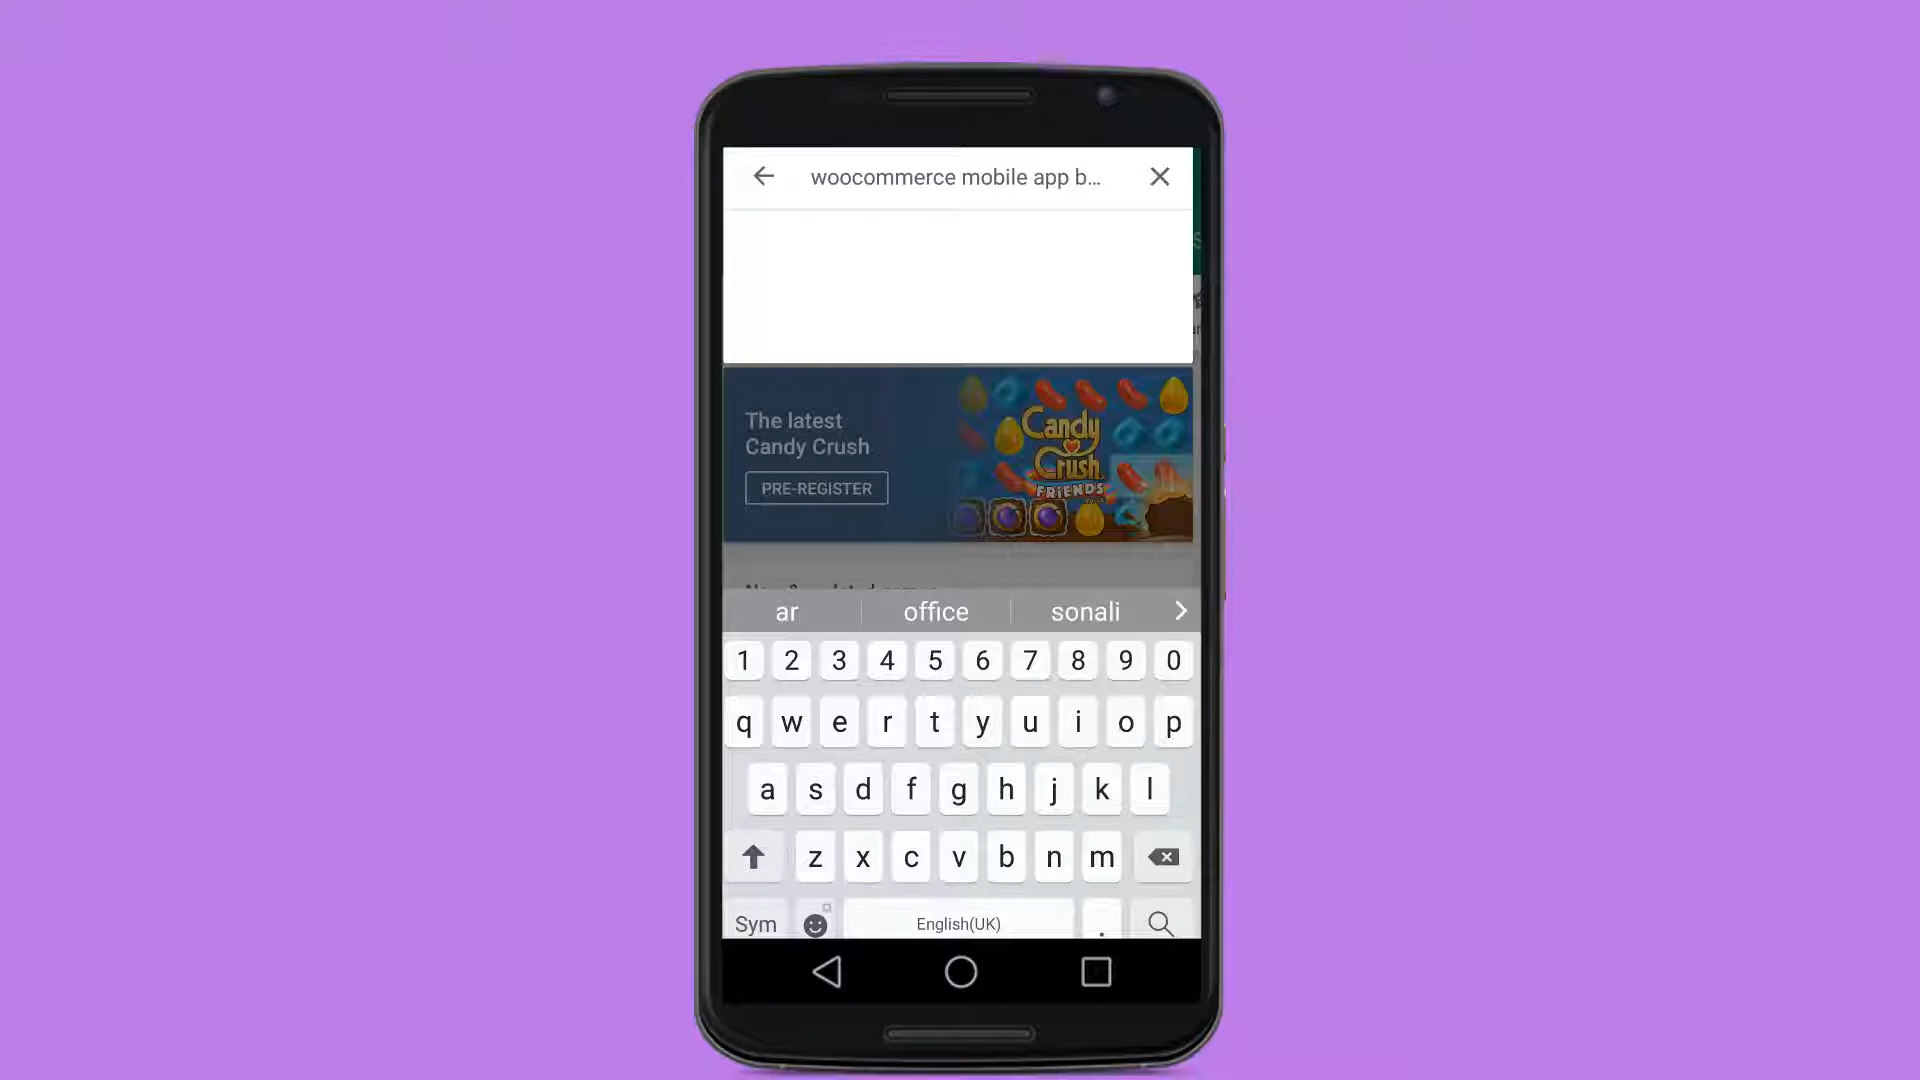 woocommerce mobile app b...
The latest
Candy Crush
PRE-REGISTER
Candy
Crush
FRIENDS
ar office sonali
1 2 3 4 5 6 7 8 9 0
q w e r t y u i o p
a s d f g h j k l
z x c v b n m
Sym English(UK) .